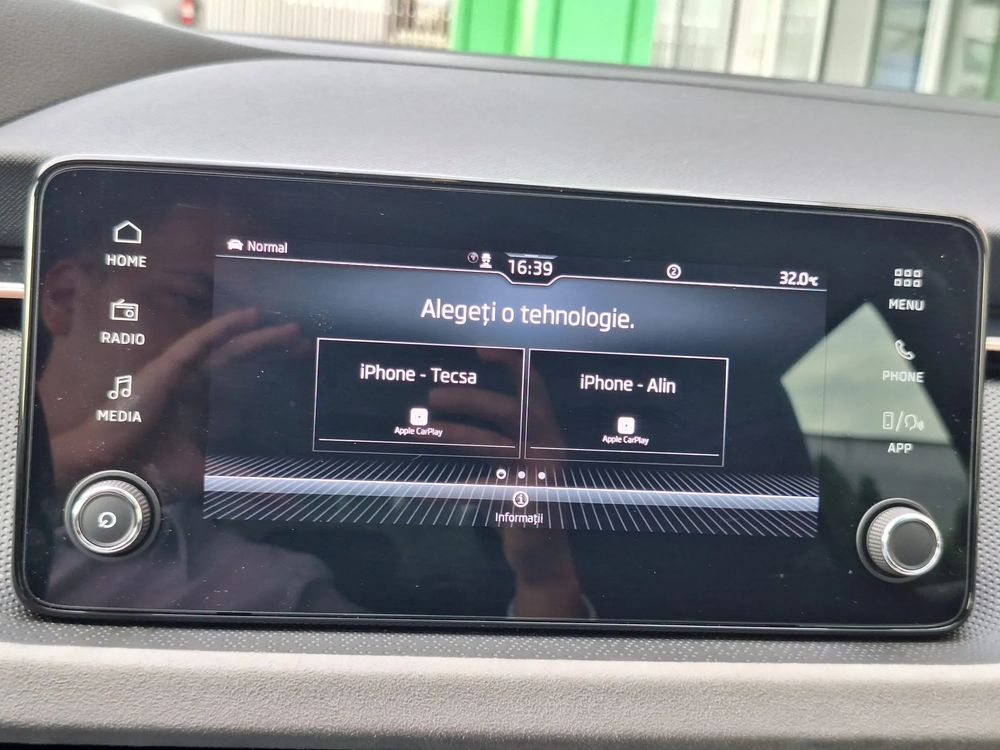 Normal
16:39
2
32.0°C
HOME
RADIO
MEDIA
Alegeți o tehnologie.
iPhone - Tecsa
Apple CarPlay
iPhone - Alin
Apple CarPlay
Informații
MENU
PHONE
APP